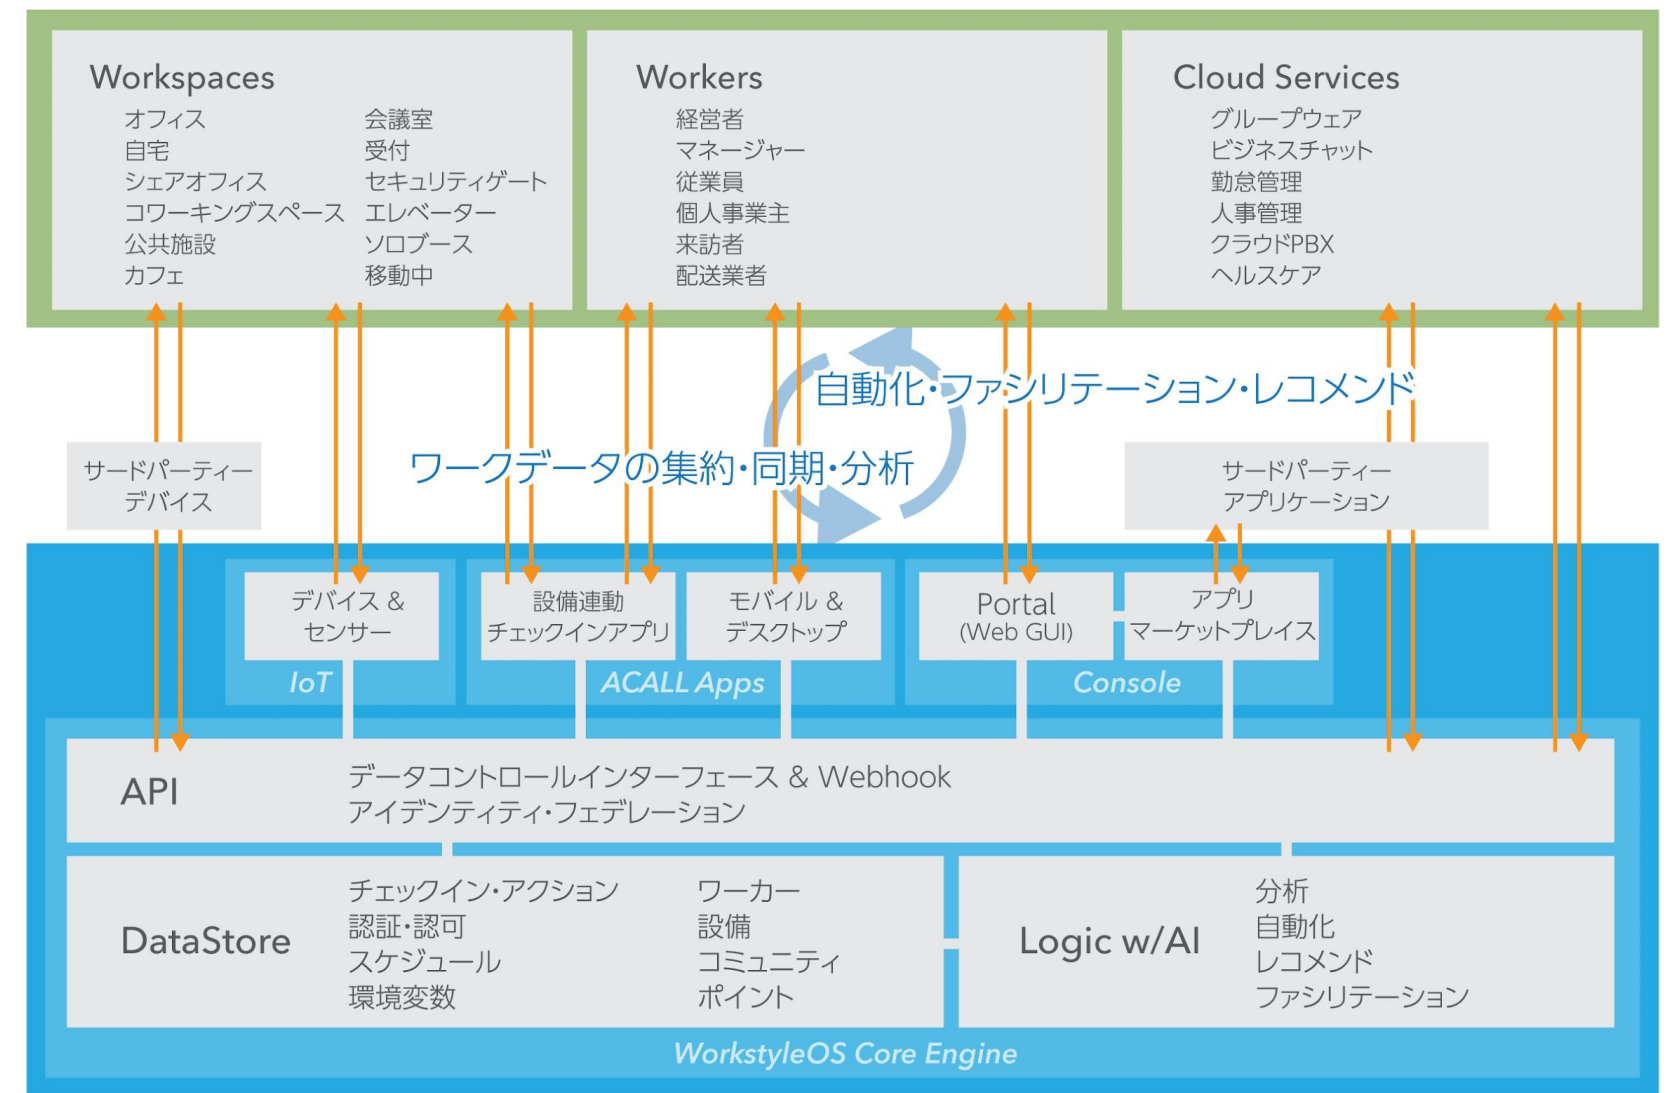 Workspaces
オフィス
自宅
シェアオフィス
コワーキングスペース
公共施設
カフェ
会議室
受付
セキュリティゲート
エレベーター
ソロブース
移動中
Workers
経営者
マネージャー
従業員
個人事業主
来訪者
配送業者
Cloud Services
グループウェア
ビジネスチャット
勤怠管理
人事管理
クラウドPBX
ヘルスケア
自動化・ファシリテーション・レコメンド
ワークデータの集約・同期・分析
サードパーティー
デバイス
サードパーティー
アプリケーション
デバイス &
センサー
IoT
設備連動
チェックインアプリ
モバイル &
デスクトップ
ACALL Apps
Portal
(Web GUI)
アプリ
マーケットプレイス
Console
API
データコントロールインターフェース & Webhook
アイデンティティ・フェデレーション
DataStore
チェックイン・アクション
認証・認可
スケジュール
環境変数
ワーカー
設備
コミュニティ
ポイント
Logic w/AI
分析
自動化
レコメンド
ファシリテーション
WorkstyleOS Core Engine